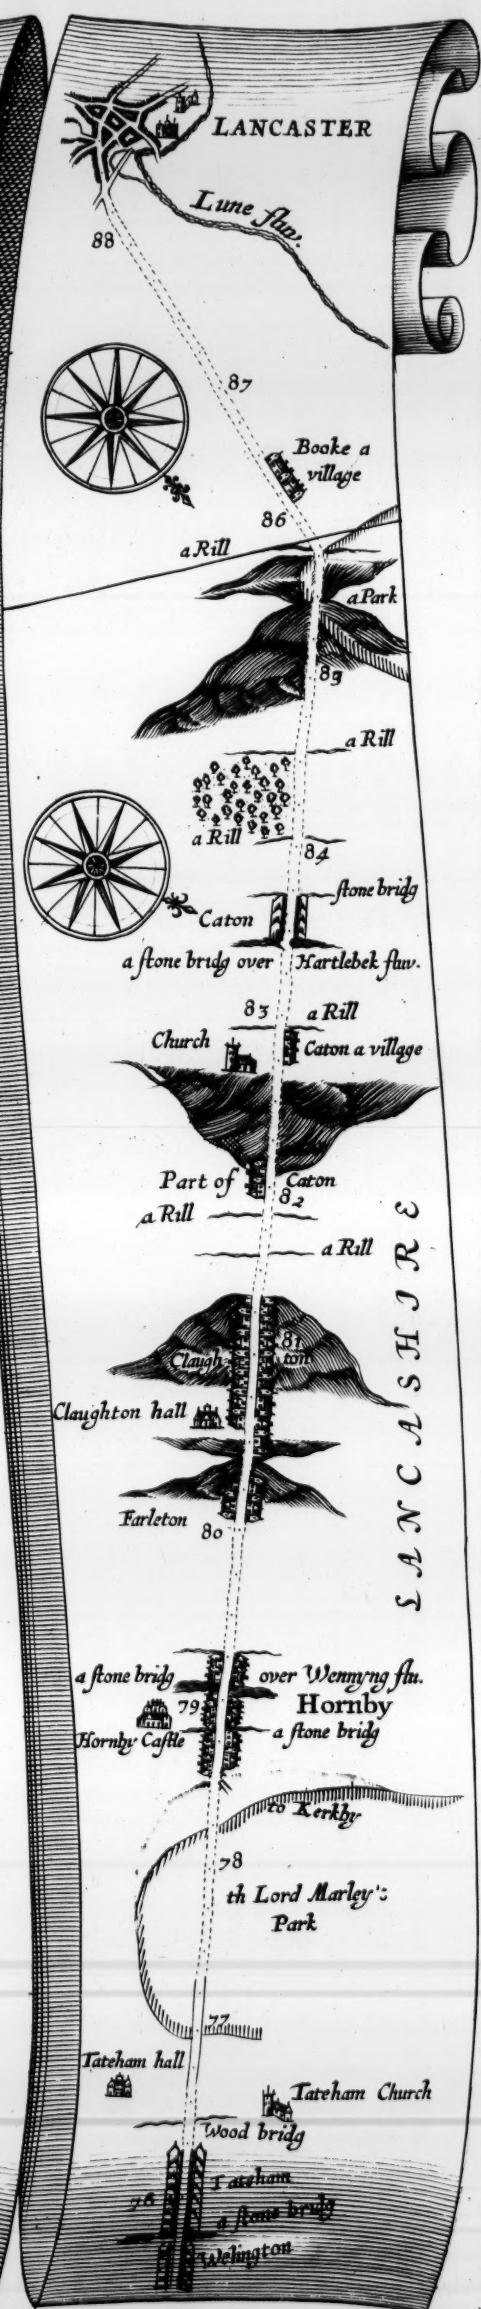 LANCASTER
Lune fluv.
88
87
Booke a
village
86
a Rill
a Park
85
a Rill
a Rill
84
stone bridg
Caton
a stone bridg over Hartlebek fluv.
83
a Rill
Church
Caton a village
Part of Caton
82
a Rill
a Rill
LANCASHIRE
81
Claugh ton
Claughton hall
Farleton
80
a stone bridg over Wennyng flu.
79
Hornby
Hornby Castle
a stone bridg
to Kerkby
78
th Lord Marley's
Park
77
Tateham hall
Tateham Church
Wood bridg
76
Tateham
a stone bridg
Welington